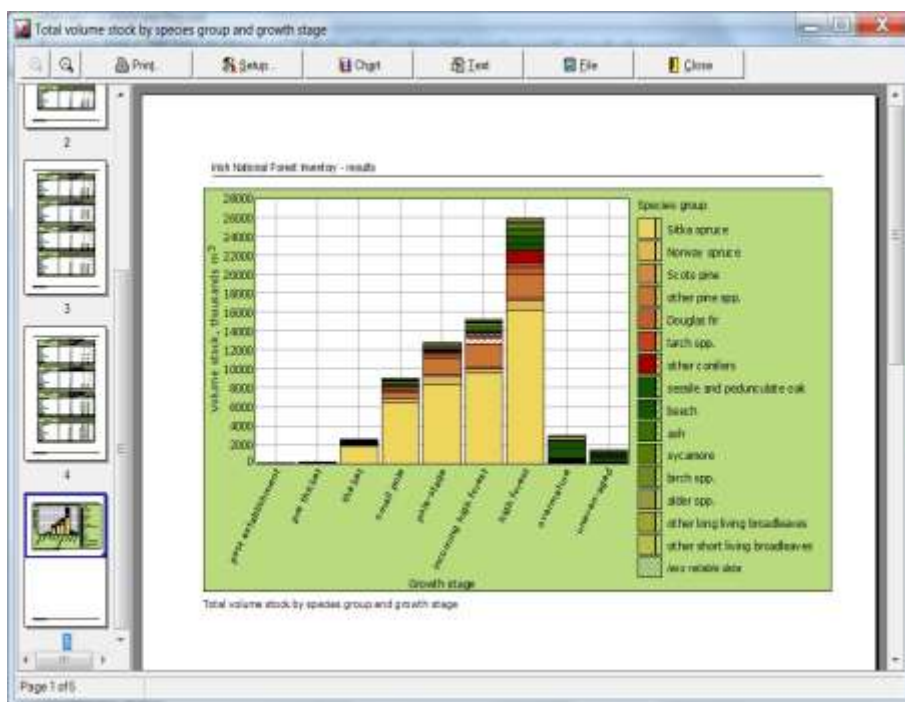 Total volume stock by species group and growth stage
Print
Setup...
Chart
Text
File
Close
2
3
4
Irish National Forest Inventory - results
volume stock, thousands m³
28000
26000
24000
22000
20000
18000
16000
14000
12000
10000
8000
6000
4000
2000
0
post establishment
pre thicket
thicket
small pole
pole-stage
incoming high forest
high forest
overmature
uneven-aged
Growth stage
Species group
Sitka spruce
Norway spruce
Scots pine
other pine spp.
Douglas fir
larch spp.
other conifers
sessile and pedunculate oak
beech
ash
sycamore
birch spp.
alder spp.
other long living broadleaves
other short living broadleaves
Total volume stock by species group and growth stage
Page 1 of 5